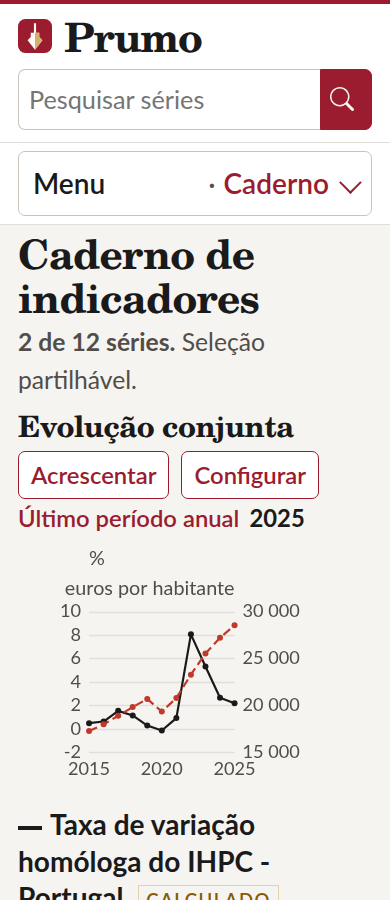 Prumo
Pesquisar séries
Menu · Caderno
Caderno de
indicadores
2 de 12 séries. Seleção
partilhável.
Evolução conjunta
Acrescentar Configurar
Último período anual 2025
%
euros por habitante
10 30 000
8
6 25 000
4
2 20 000
0
-2 15 000
2015 2020 2025
Taxa de variação
homóloga do IHPC -
Portugal CALCULADO